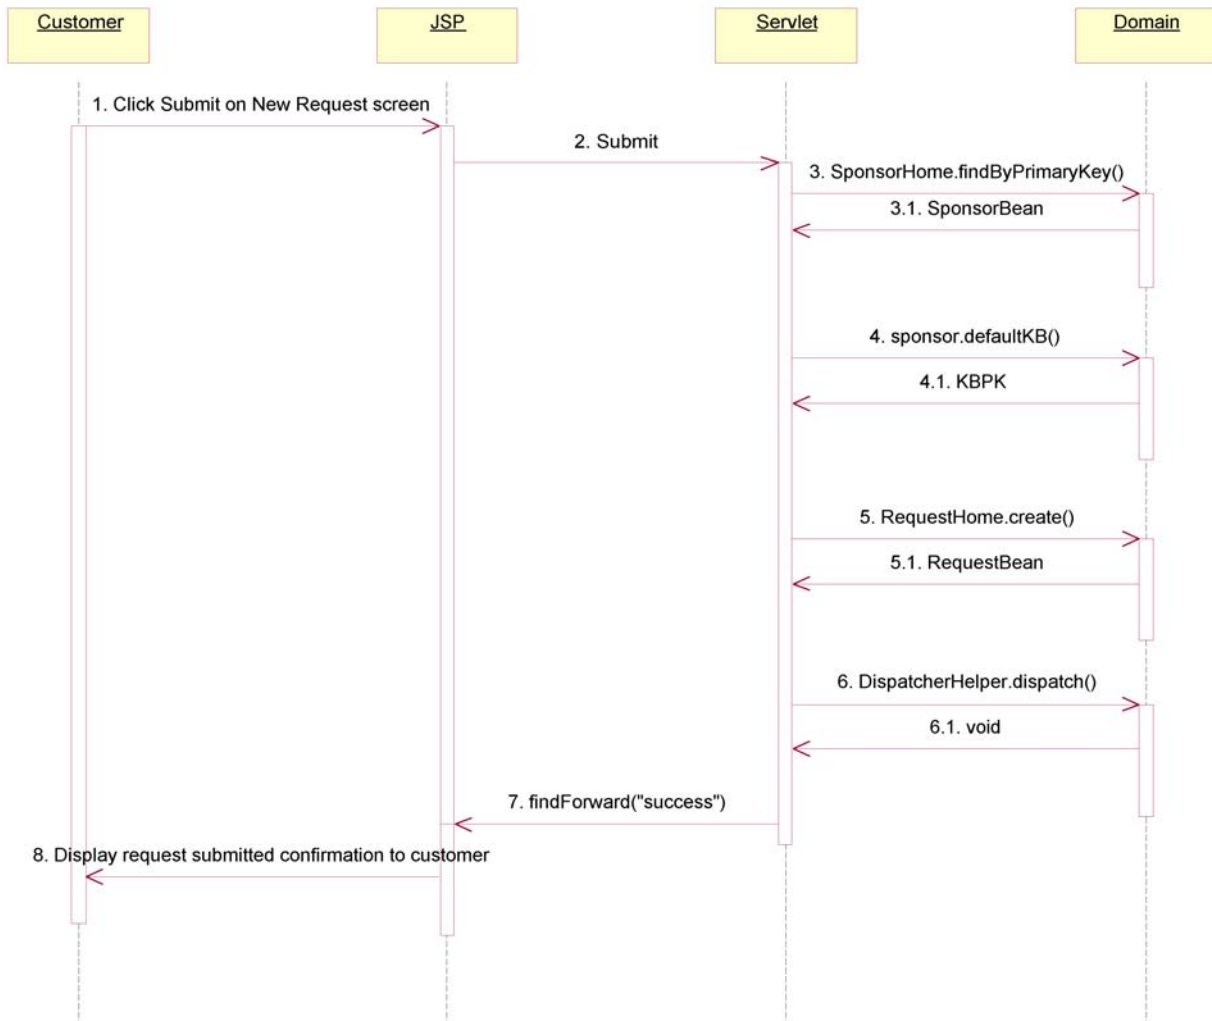 Customer
JSP
Servlet
Domain
1. Click Submit on New Request screen
2. Submit
3. SponsorHome.findByPrimaryKey()
3.1. SponsorBean
4. sponsor.defaultKB()
4.1. KBPK
5. RequestHome.create()
5.1. RequestBean
6. DispatcherHelper.dispatch()
6.1. void
7. findForward("success")
8. Display request submitted confirmation to customer